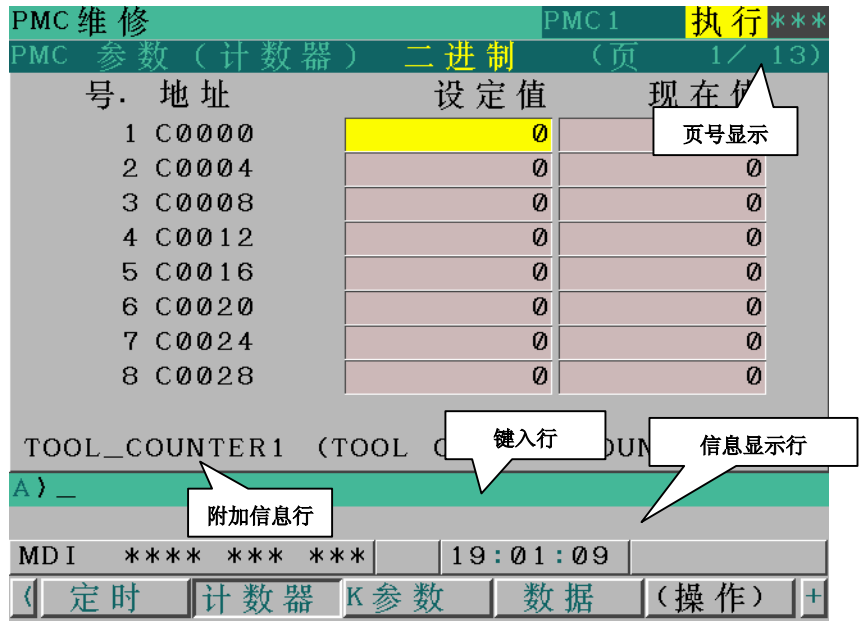 PMC维修 PMC1 执行***
PMC 参数（计数器） 二进制 （页 1/ 13)
号. 地址 设定值 现在值
页号显示
1 C0000 0
2 C0004 0 0
3 C0008 0 0
4 C0012 0 0
5 C0016 0 0
6 C0020 0 0
7 C0024 0 0
8 C0028 0 0
键入行
信息显示行
TOOL_COUNTER1 (TOOL
A)_
附加信息行
MDI **** *** *** 19:01:09
( 定时 计数器 K参数 数据 (操作) +